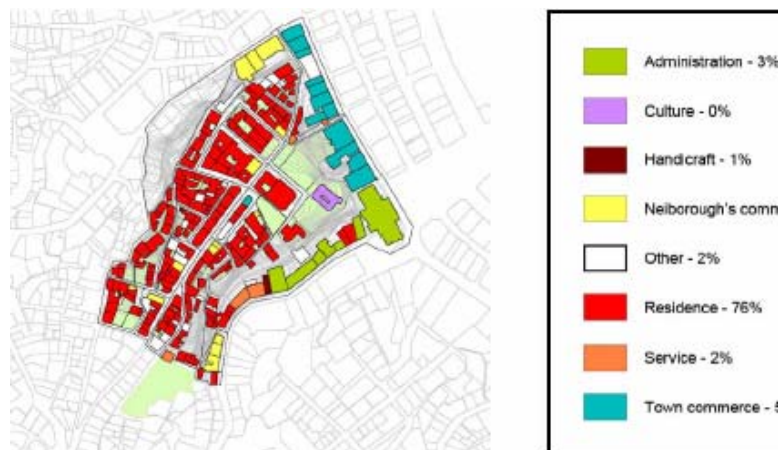 Administration - 3%
Culture - 0%
Handicraft - 1%
Neiborough's comm
Other - 2%
Residence - 76%
Service - 2%
Town commerce - 5